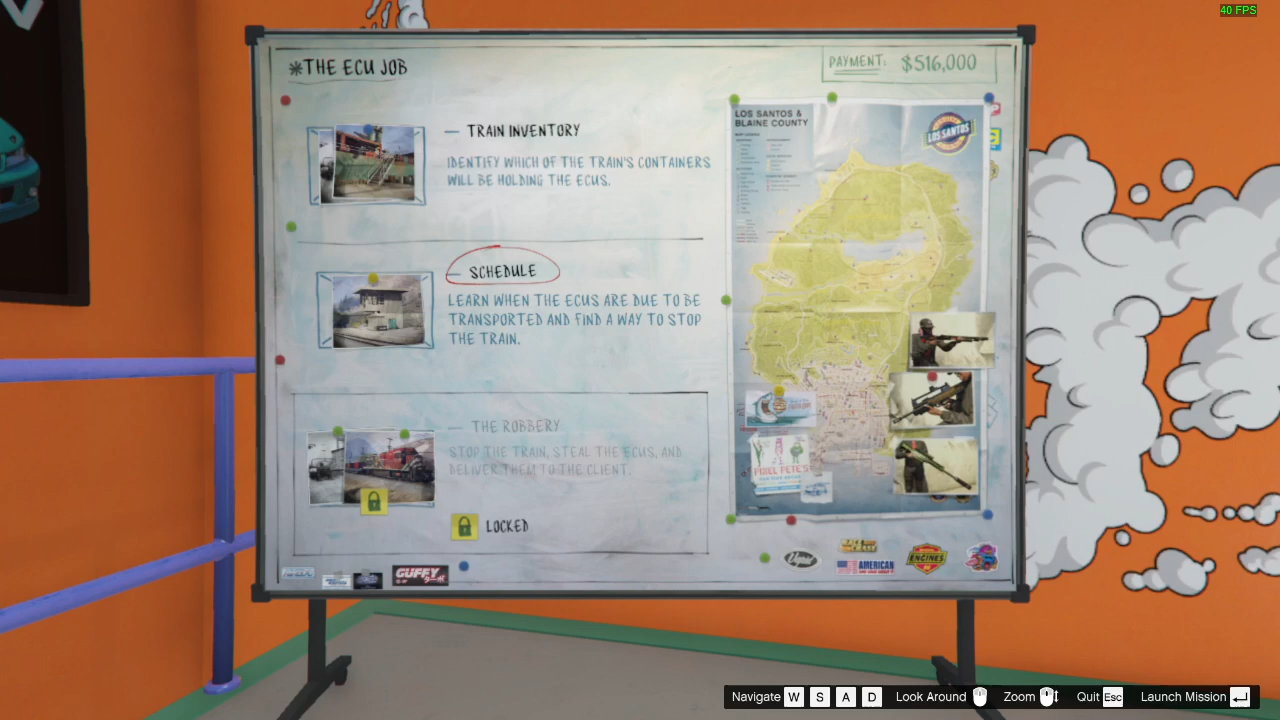 40 FPS
*THE ECU JOB
PAYMENT: $516,000
— TRAIN INVENTORY
IDENTIFY WHICH OF THE TRAIN'S CONTAINERS
WILL BE HOLDING THE ECUS.
— SCHEDULE
LEARN WHEN THE ECUS ARE DUE TO BE
TRANSPORTED AND FIND A WAY TO STOP
THE TRAIN.
— THE ROBBERY
STOP THE TRAIN, STEAL THE ECUS, AND
DELIVER THEM TO THE CLIENT.
LOCKED
LOS SANTOS &
BLAINE COUNTY
LOS SANTOS
PIXEL PETE'S
GUFFY
Vapid
AMERICAN
ENGINES
Navigate W S A D Look Around Zoom Quit Esc Launch Mission